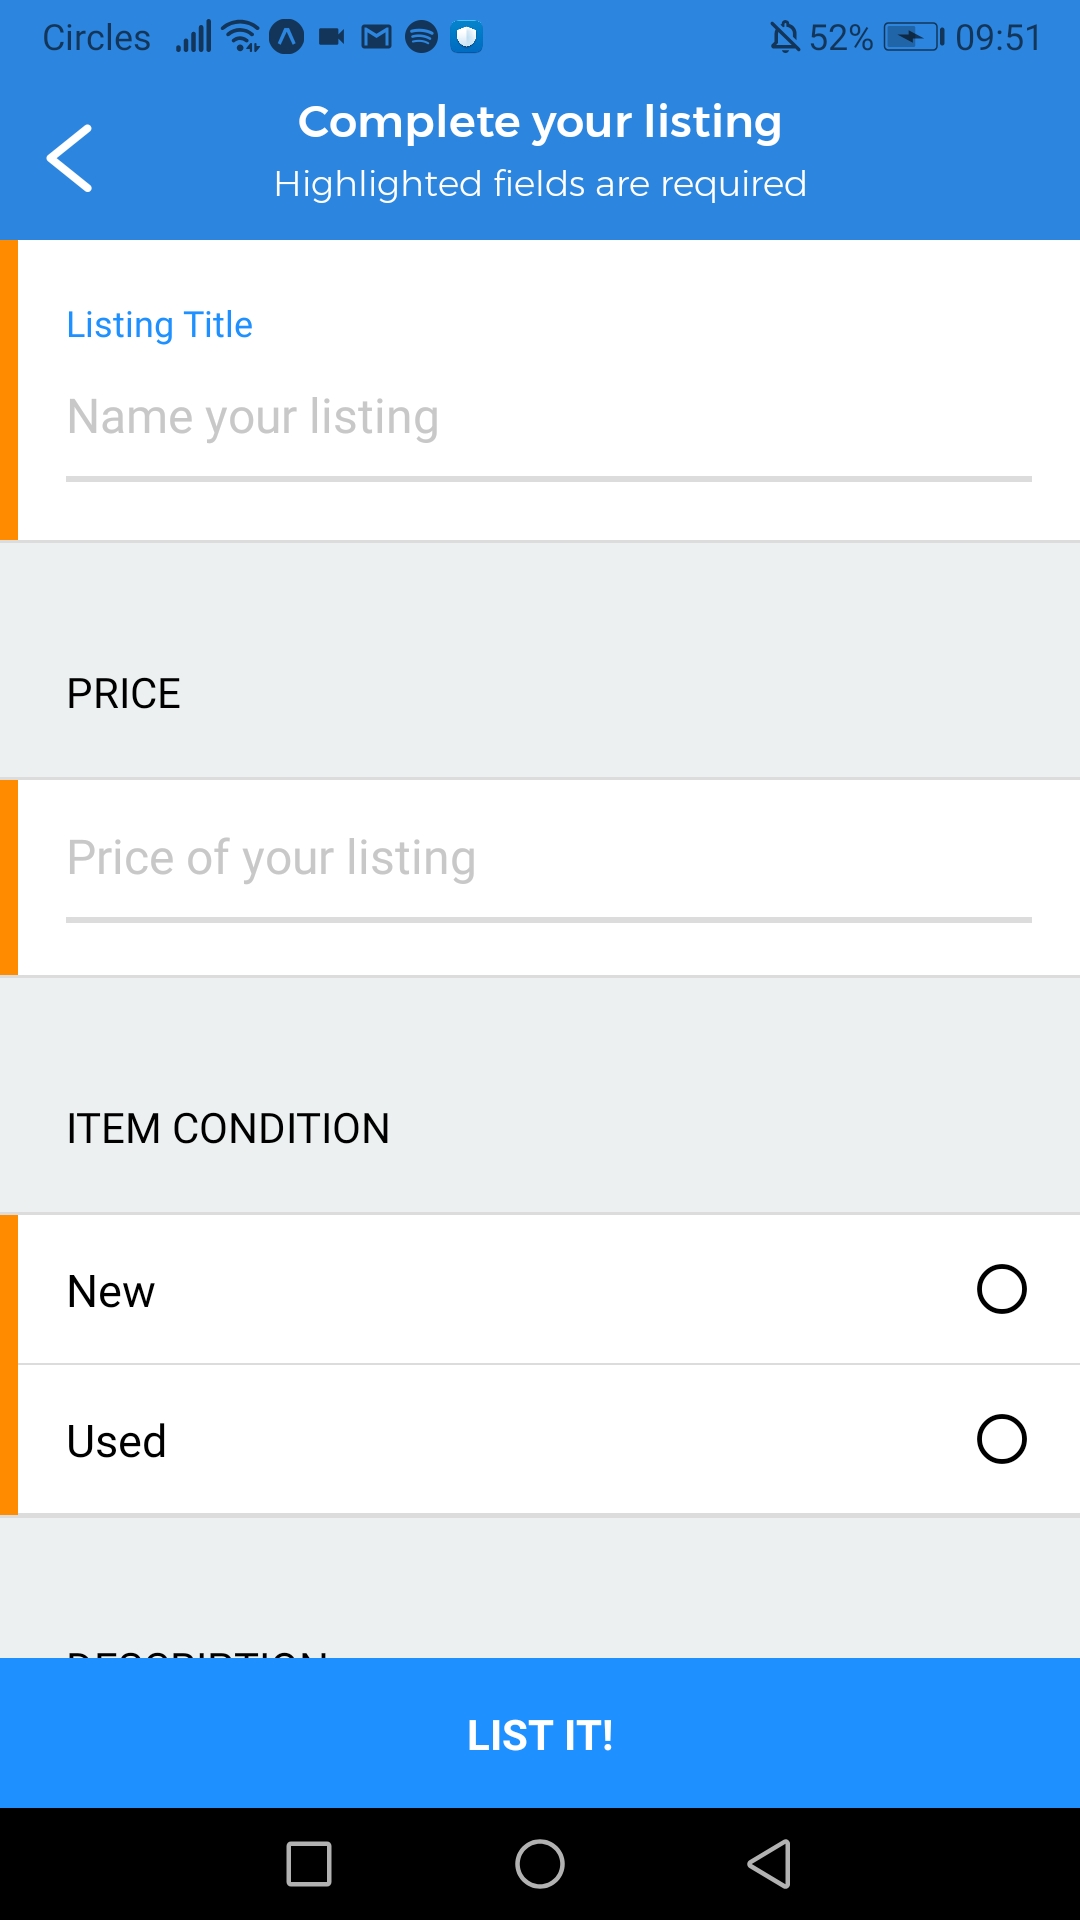 Circles 52% 09:51
Complete your listing
Highlighted fields are required
Listing Title
Name your listing
PRICE
Price of your listing
ITEM CONDITION
New
Used
DESCRIPTION
LIST IT!